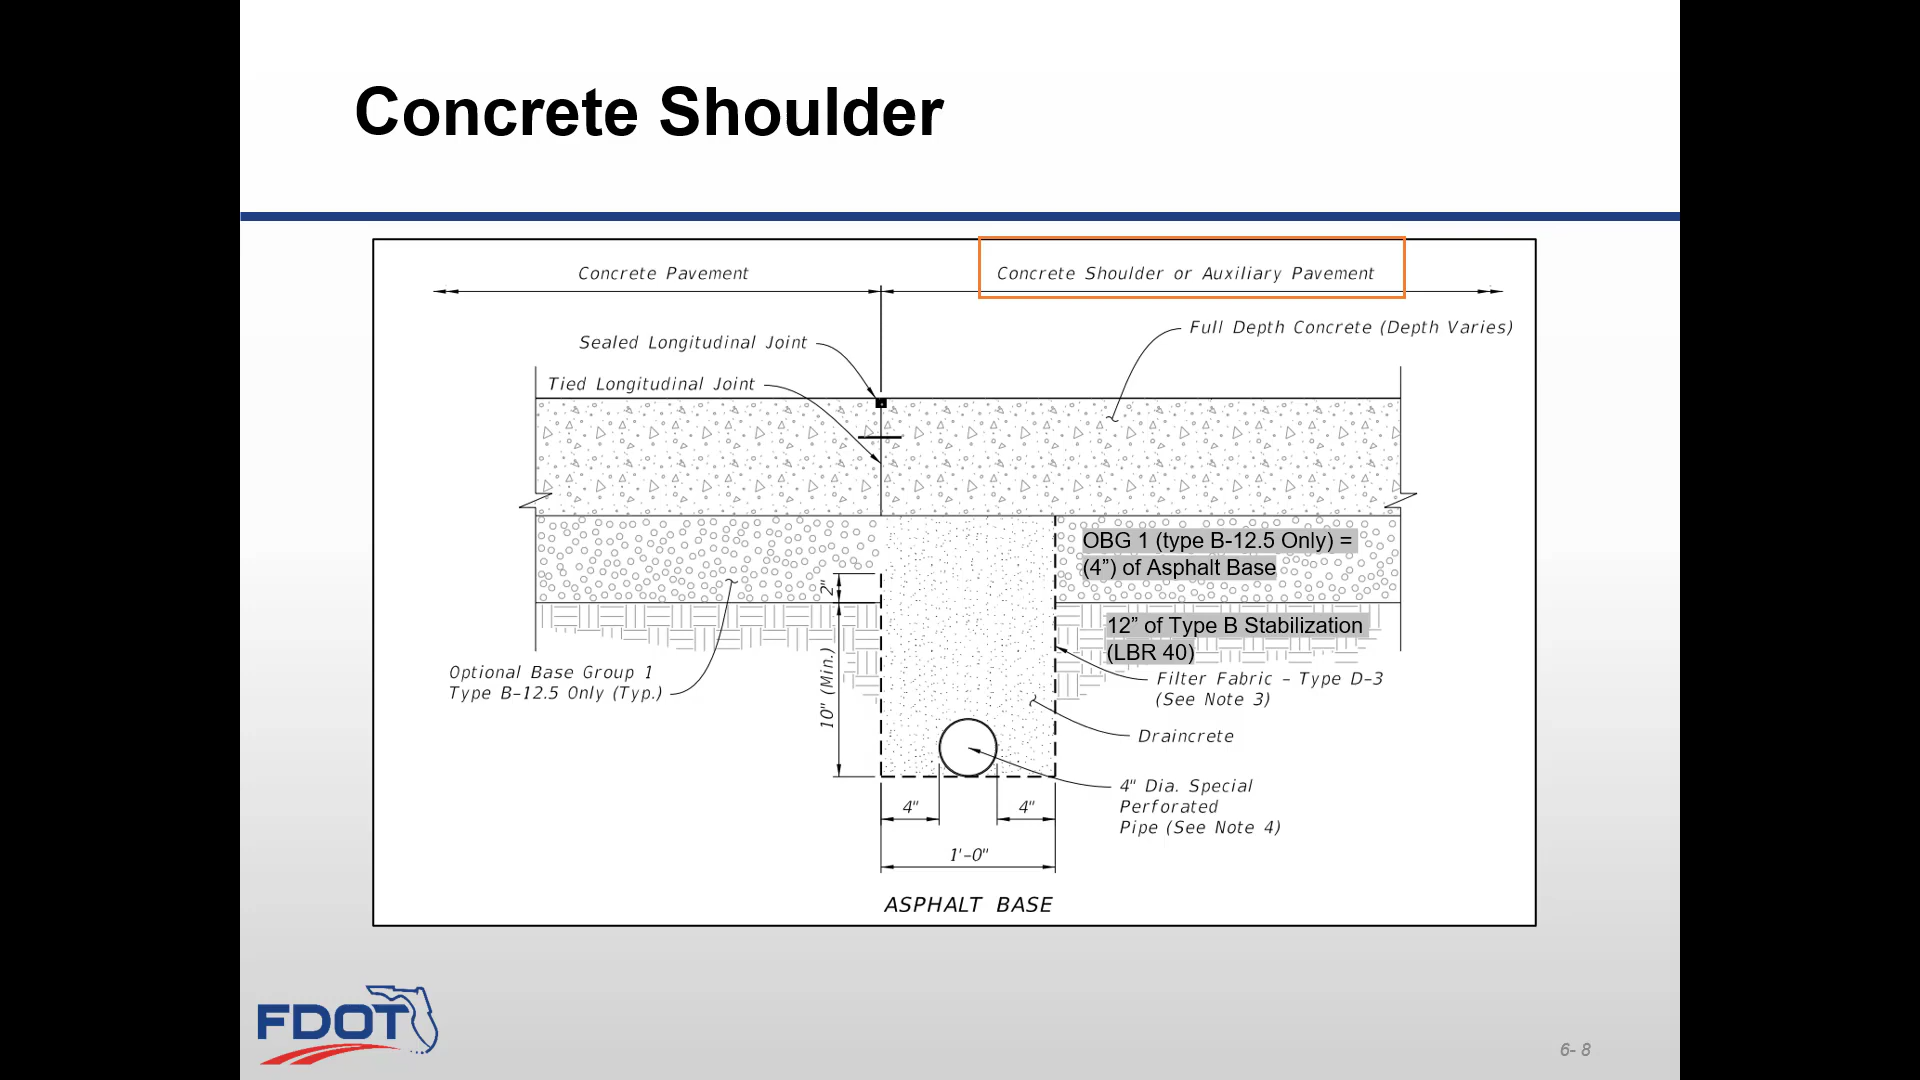 Concrete Shoulder
Concrete Pavement
Concrete Shoulder or Auxiliary Pavement
Full Depth Concrete (Depth Varies)
Sealed Longitudinal Joint
Tied Longitudinal Joint
OBG 1 (type B-12.5 Only) =
(4”) of Asphalt Base
2"
12” of Type B Stabilization
(LBR 40)
Optional Base Group 1
Type B-12.5 Only (Typ.)
10" (Min.)
Filter Fabric - Type D-3
(See Note 3)
Draincrete
4" Dia. Special
Perforated
Pipe (See Note 4)
4"
4"
1'-0"
ASPHALT BASE
FDOT
6- 8